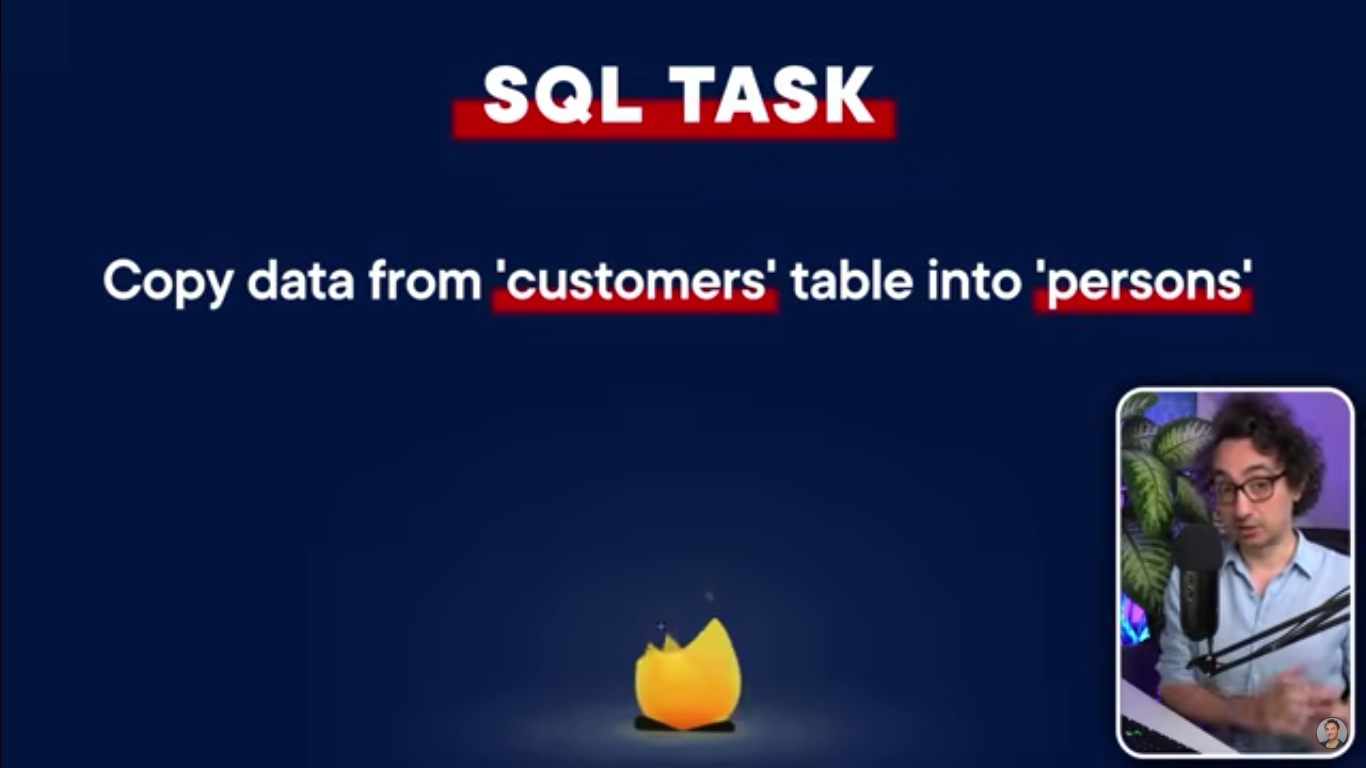 SQL TASK
Copy data from 'customers' table into 'persons'